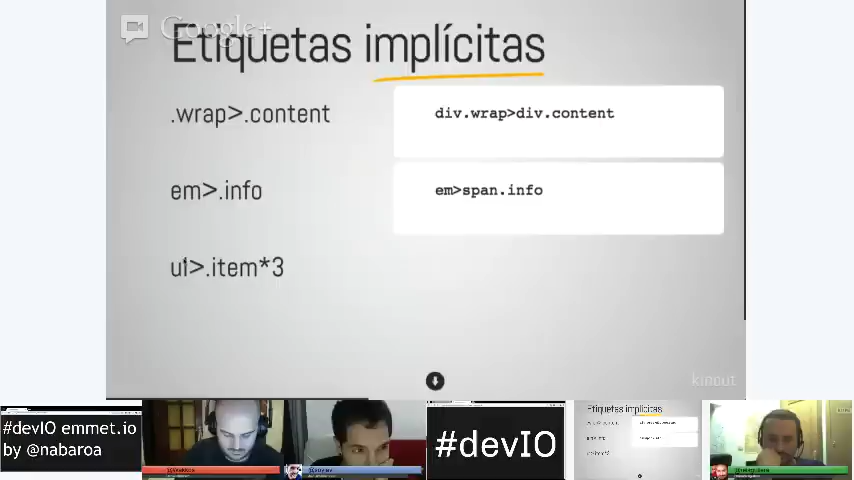 Google+
Etiquetas implícitas
.wrap>.content
div.wrap>div.content
em>.info
em>span.info
ul>.item*3
#devIO emmet.io
by @nabaroa
#devIO
Etiquetas implícitas